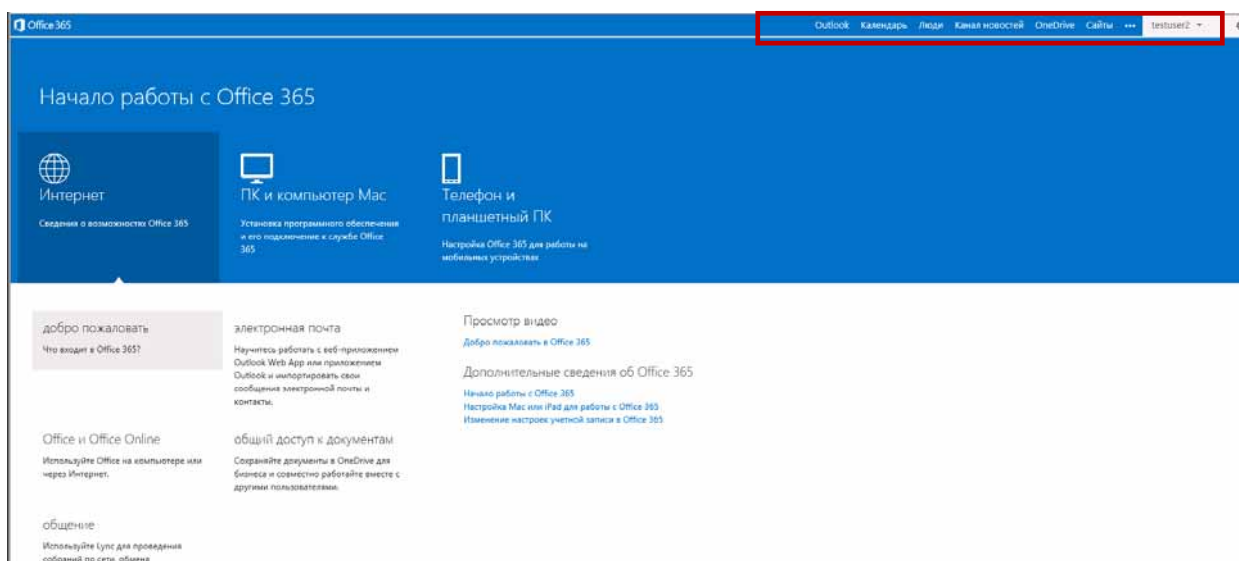 Office 365
Outlook Календарь Люди Канал новостей OneDrive Сайты ••• testuser2
Начало работы с Office 365
Интернет
Сведения о возможностях Office 365
ПК и компьютер Mac
Установка программного обеспечения
и его подключение к службе Office
365
Телефон и
планшетный ПК
Настройка Office 365 для работы на
мобильных устройствах
добро пожаловать
Что входит в Office 365?
электронная почта
Научитесь работать с веб-приложением
Outlook Web App или приложением
Outlook и импортировать свои
сообщения электронной почты и
контакты.
Просмотр видео
Добро пожаловать в Office 365
Дополнительные сведения об Office 365
Начало работы с Office 365
Настройка Mac или iPad для работы с Office 365
Изменение настроек учетной записи в Office 365
Office и Office Online
Используйте Office на компьютере или
через Интернет.
общий доступ к документам
Сохраняйте документы в OneDrive для
бизнеса и совместно работайте вместе с
другими пользователями.
общение
Используйте Lync для проведения
собраний по сети, обмена